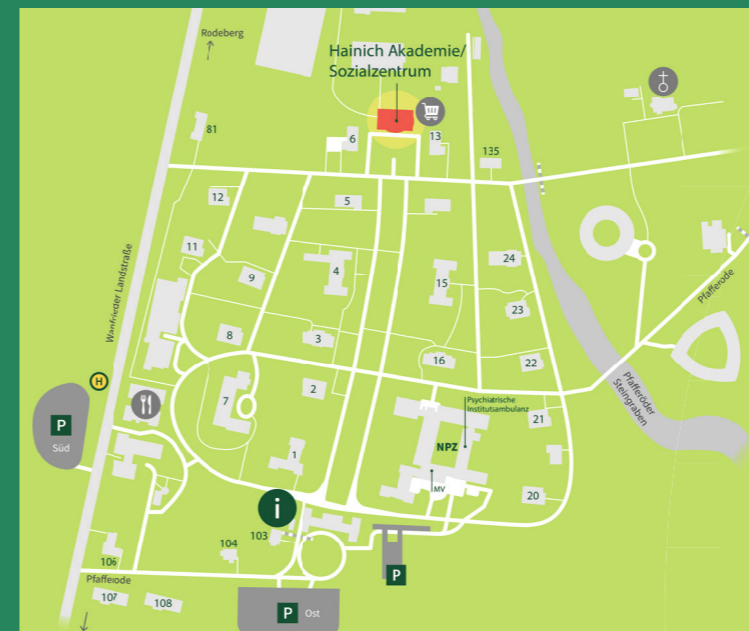 Rodeberg
Hainich Akademie/
Sozialzentrum
81
6
13
135
12
5
11
9
4
15
24
23
Wanfrieder Landstraße
Pfafferode
8
3
16
22
H
7
2
Psychiatrische
Institutsambulanz
Pfafferöder
Steingraben
P
Süd
NPZ
21
1
MV
20
i
103
104
106
Pfafferode
P
107
108
P Ost